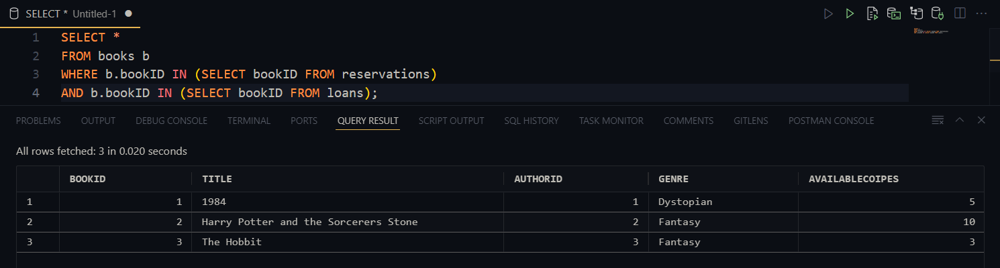 SELECT * Untitled-1
1 SELECT *
2 FROM books b
3 WHERE b.bookID IN (SELECT bookID FROM reservations)
4 AND b.bookID IN (SELECT bookID FROM loans);
PROBLEMS OUTPUT DEBUG CONSOLE TERMINAL PORTS QUERY RESULT SCRIPT OUTPUT SQL HISTORY TASK MONITOR COMMENTS GITLENS POSTMAN CONSOLE
All rows fetched: 3 in 0.020 seconds
BOOKID TITLE AUTHORID GENRE AVAILABLECOIPES
1 1 1984 1 Dystopian 5
2 2 Harry Potter and the Sorcerers Stone 2 Fantasy 10
3 3 The Hobbit 3 Fantasy 3